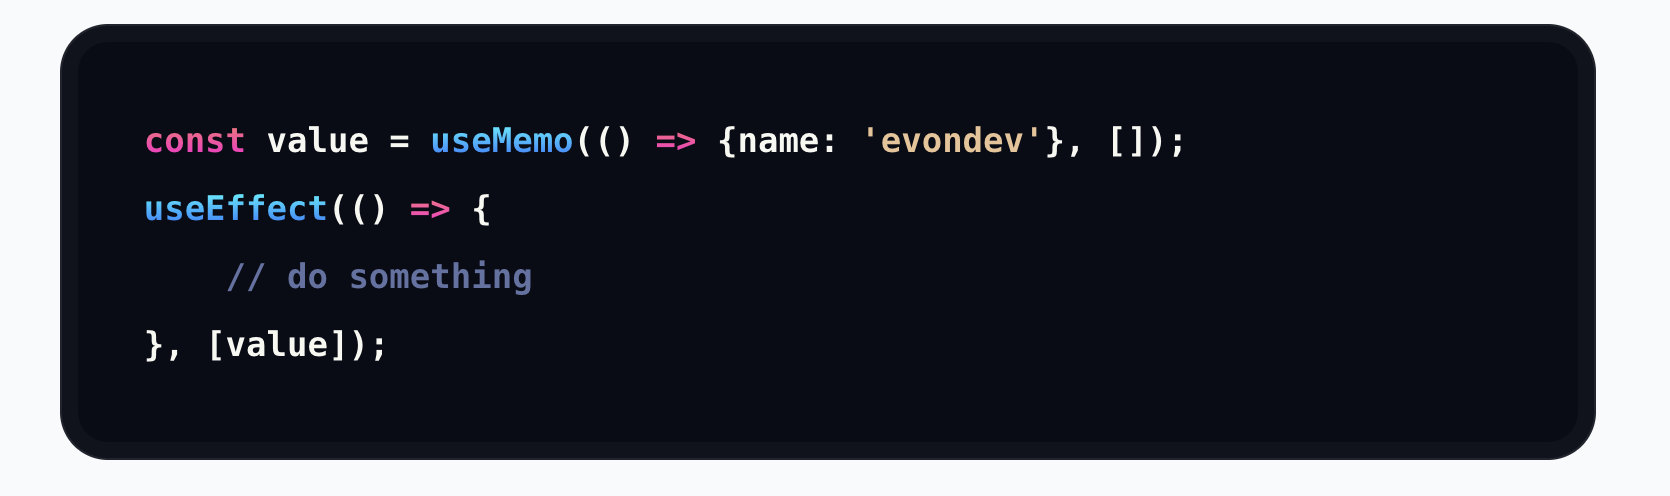 const value = useMemo(() => {name: 'evondev'}, []);
useEffect(() => {
    // do something
}, [value]);